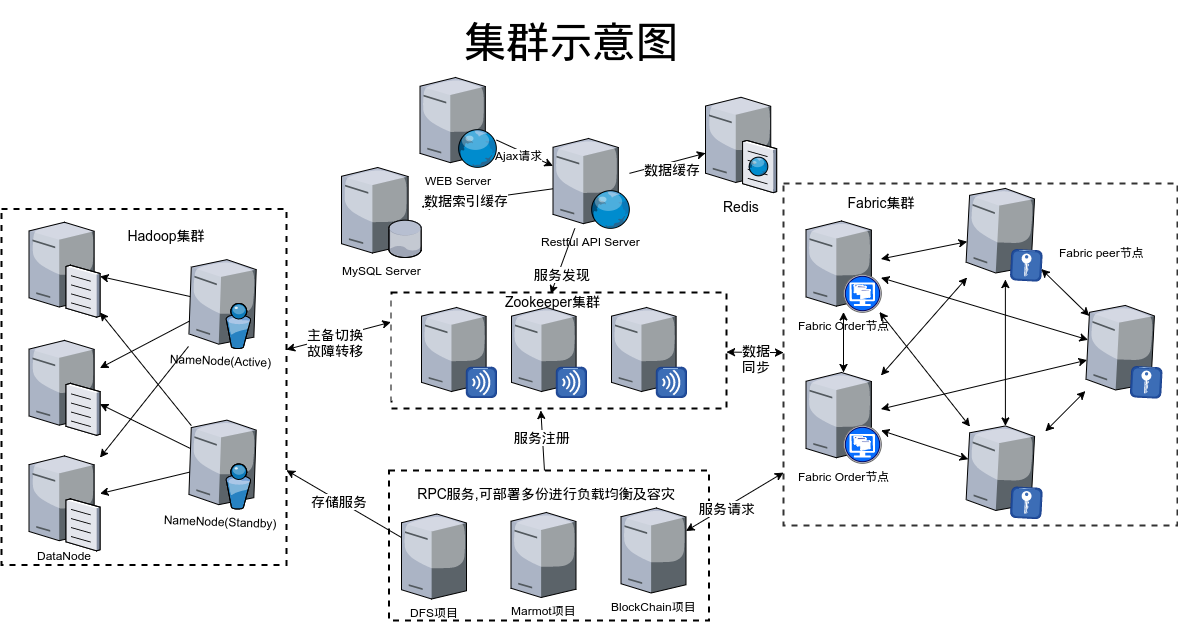 集群示意图
WEB Server
Ajax请求
数据缓存
Redis
数据索引缓存
MySQL Server
Restful API Server
服务发现
Hadoop集群
NameNode(Active)
NameNode(Standby)
DataNode
主备切换
故障转移
Zookeeper集群
数据
同步
Fabric集群
Fabric peer节点
Fabric Order节点
Fabric Order节点
服务注册
存储服务
服务请求
RPC服务,可部署多份进行负载均衡及容灾
DFS项目
Marmot项目
BlockChain项目